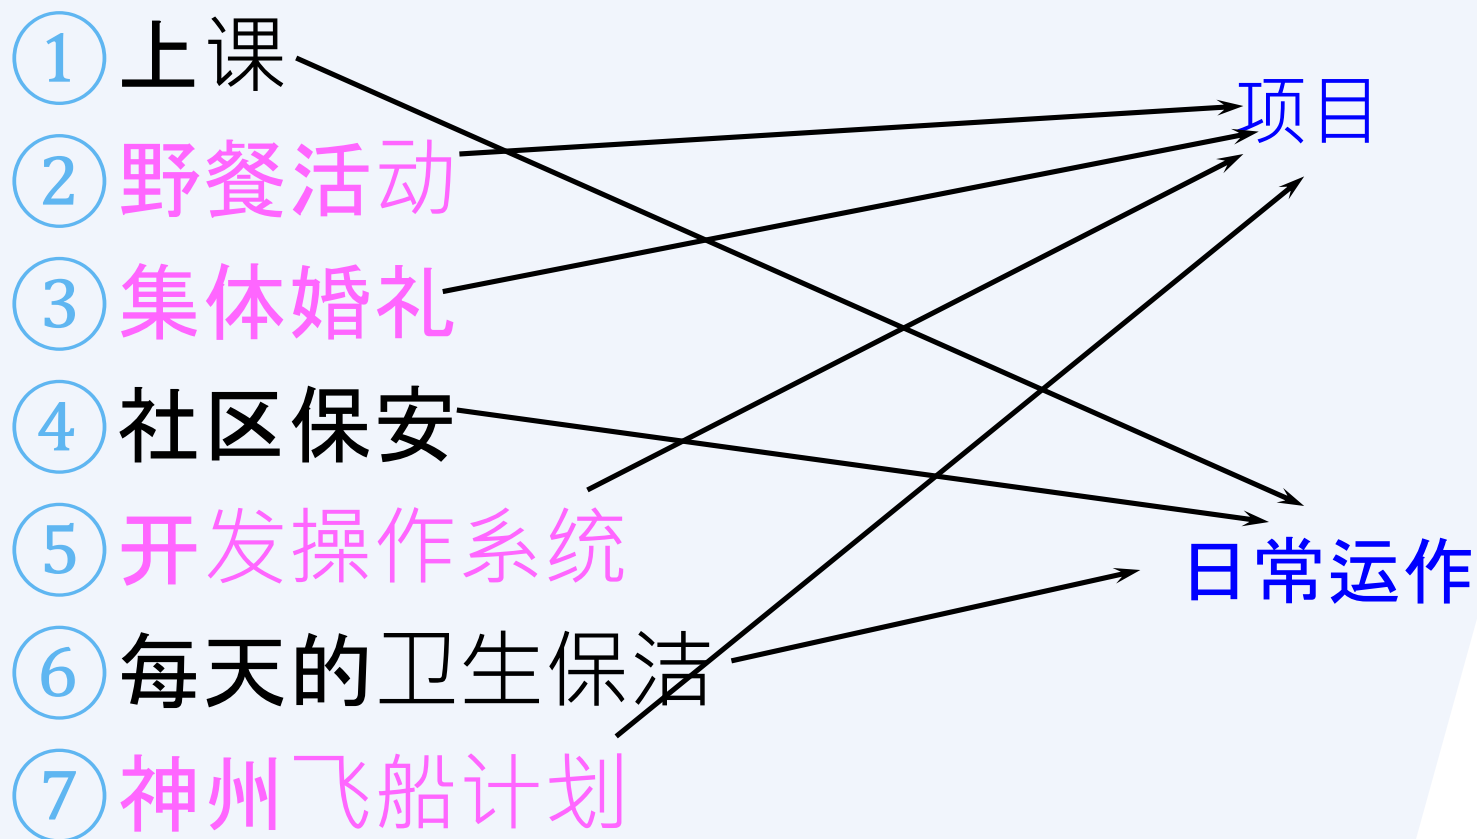 ① 上课
② 野餐活动
③ 集体婚礼
④ 社区保安
⑤ 开发操作系统
⑥ 每天的卫生保洁
⑦ 神州飞船计划
项目
日常运作